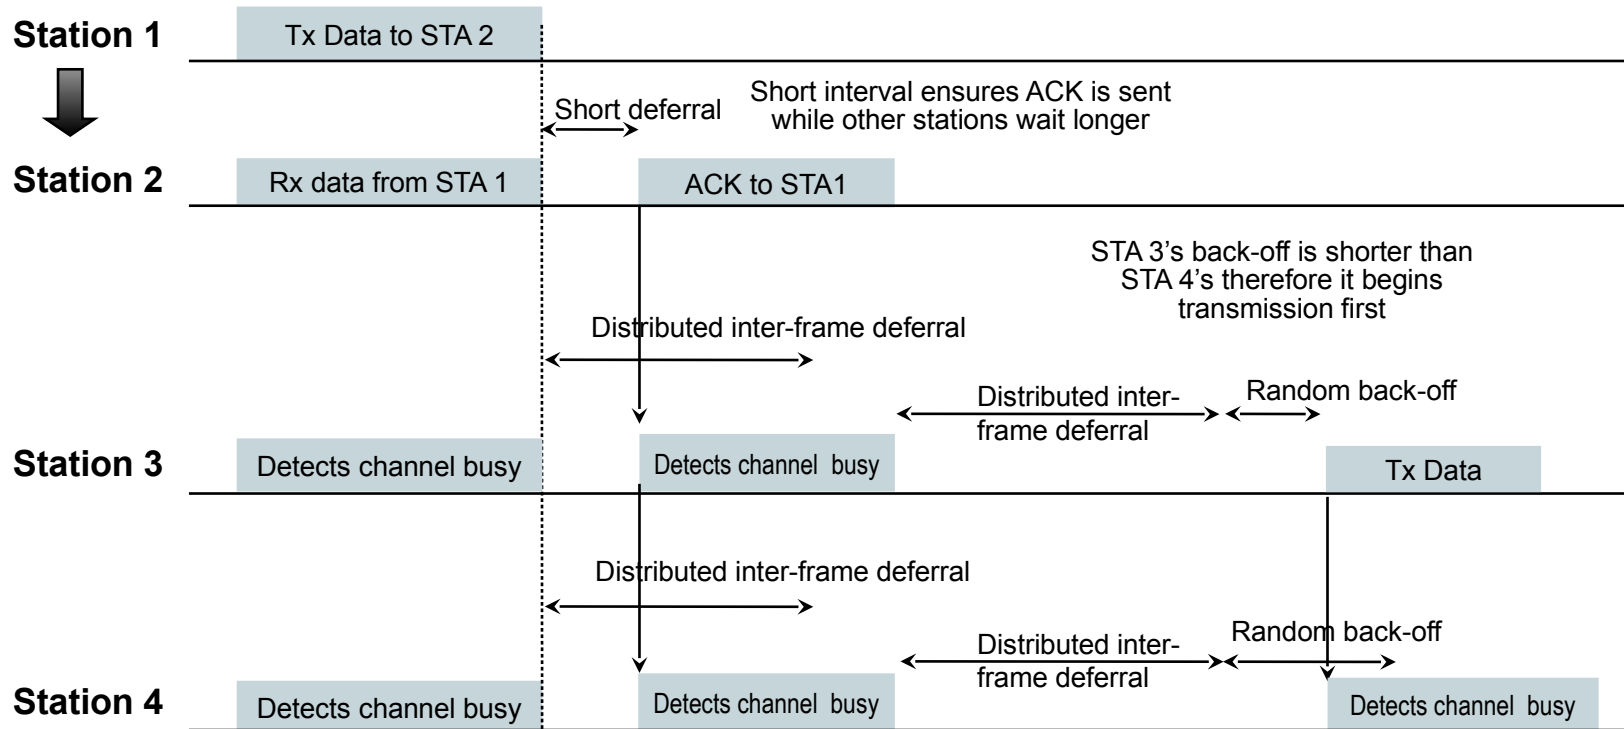 Station 1
Tx Data to STA 2
Short deferral
Short interval ensures ACK is sent
while other stations wait longer
Station 2
Rx data from STA 1
ACK to STA1
STA 3’s back-off is shorter than
STA 4’s therefore it begins
transmission first
Distributed inter-frame deferral
Distributed inter-
frame deferral
Random back-off
Station 3
Detects channel busy
Detects channel busy
Tx Data
Distributed inter-frame deferral
Distributed inter-
frame deferral
Random back-off
Station 4
Detects channel busy
Detects channel busy
Detects channel busy